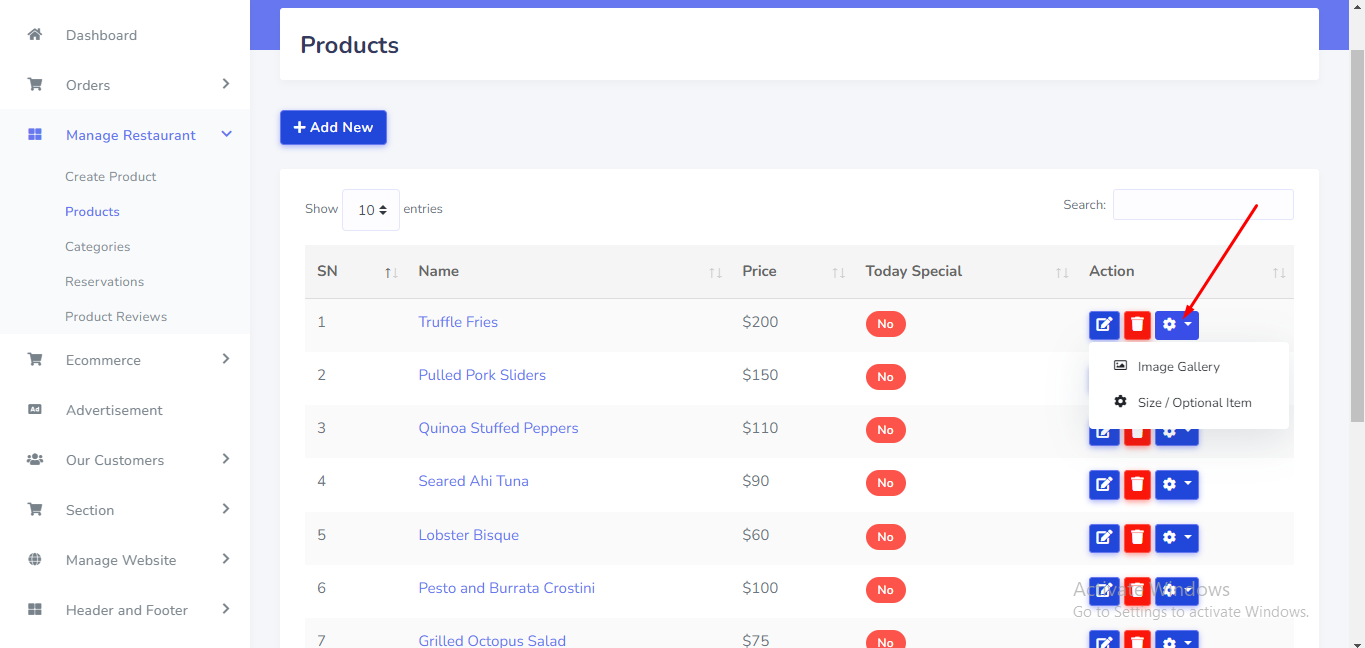 Dashboard
Orders
Manage Restaurant
Create Product
Products
Categories
Reservations
Product Reviews
Ecommerce
Ad Advertisement
Our Customers
Section
Manage Website
Header and Footer
Products
Add New
Show 10 entries
Search:
SN Name Price Today Special Action
1 Truffle Fries $200 No
Image Gallery
Size / Optional Item
2 Pulled Pork Sliders $150 No
3 Quinoa Stuffed Peppers $110 No
4 Seared Ahi Tuna $90 No
5 Lobster Bisque $60 No
6 Pesto and Burrata Crostini $100 No
7 Grilled Octopus Salad $75 No
Activate Windows
Go to Settings to activate Windows.